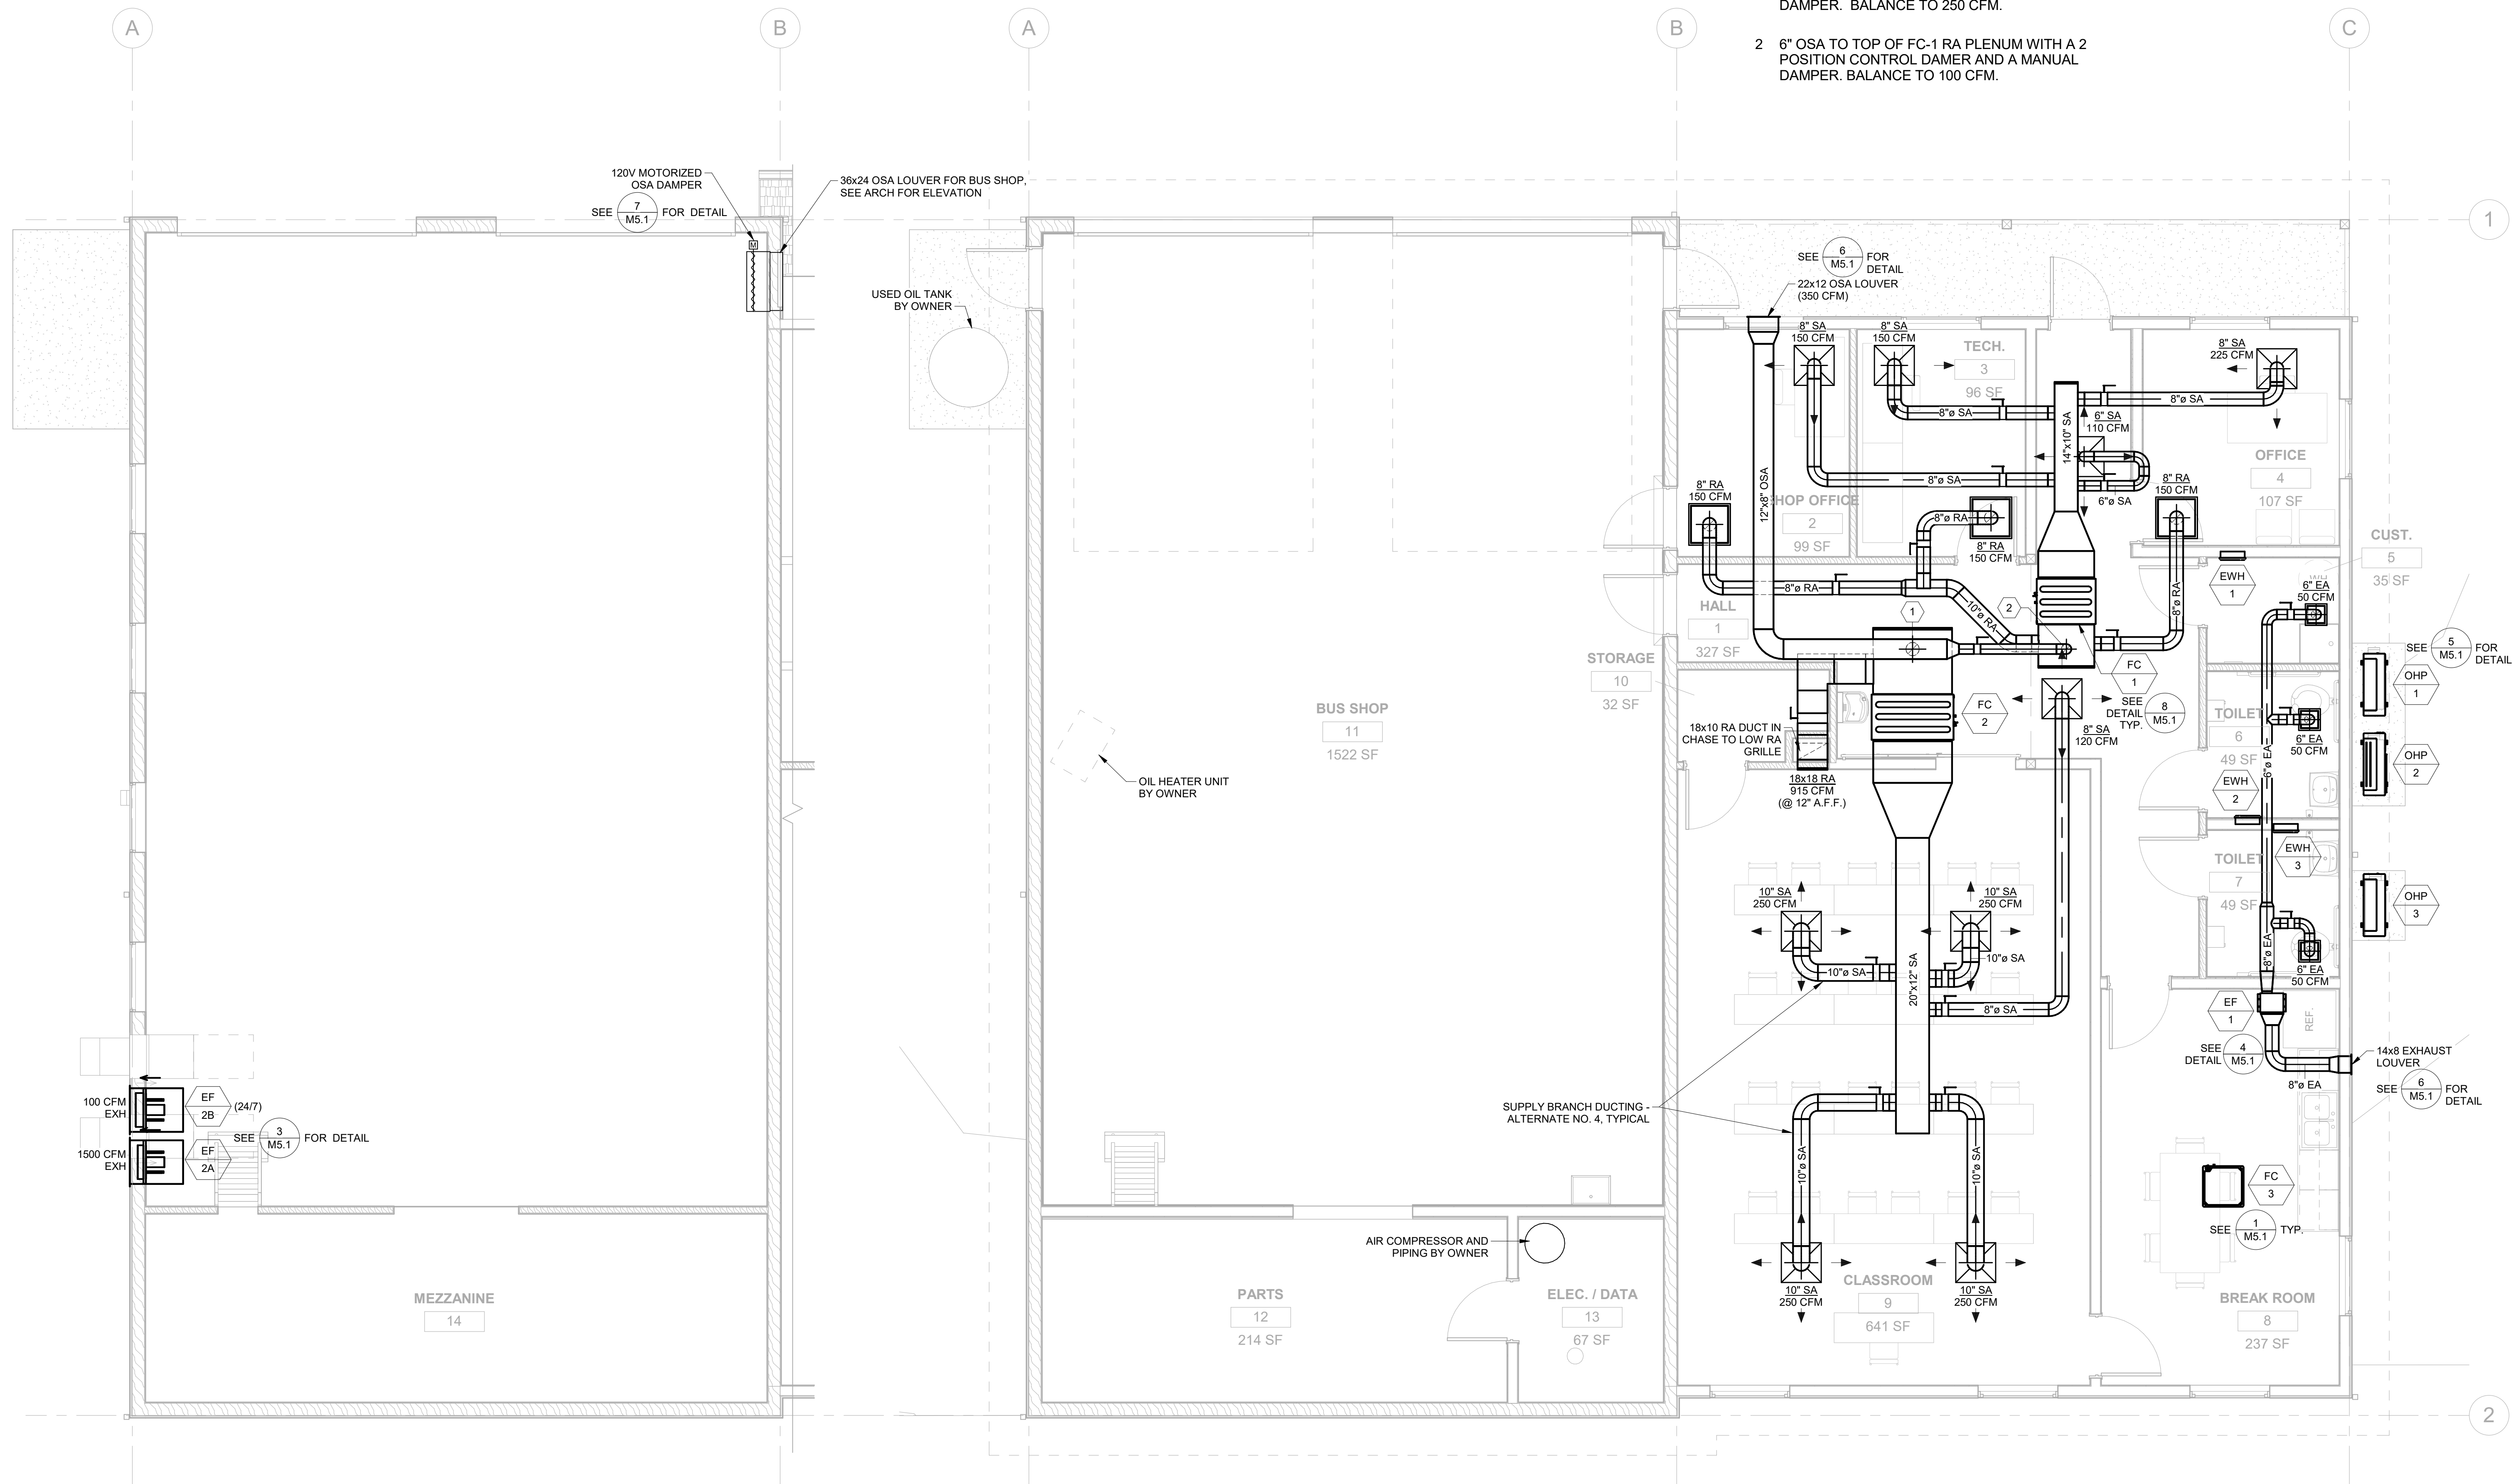 DAMPER. BALANCE TO 250 CFM.
2 6" OSA TO TOP OF FC-1 RA PLENUM WITH A 2
POSITION CONTROL DAMER AND A MANUAL
DAMPER. BALANCE TO 100 CFM.
A
B
A
B
C
1
2
120V MOTORIZED
OSA DAMPER
SEE 7 FOR DETAIL
M5.1
M
36x24 OSA LOUVER FOR BUS SHOP,
SEE ARCH FOR ELEVATION
100 CFM
EXH
EF
2B
(24/7)
1500 CFM
EXH
EF
2A
SEE 3 FOR DETAIL
M5.1
MEZZANINE
14
USED OIL TANK
BY OWNER
BUS SHOP
11
1522 SF
OIL HEATER UNIT
BY OWNER
SUPPLY BRANCH DUCTING -
ALTERNATE NO. 4, TYPICAL
AIR COMPRESSOR AND
PIPING BY OWNER
PARTS
12
214 SF
ELEC. / DATA
13
67 SF
SEE 6 FOR
M5.1 DETAIL
22x12 OSA LOUVER
(350 CFM)
8" SA
150 CFM
8" SA
150 CFM
TECH.
3
96 SF
8" SA
225 CFM
8"ø SA
8"ø SA
6" SA
110 CFM
14"x10" SA
OFFICE
4
107 SF
12"x8" OSA
8"ø SA
6"ø SA
8" RA
150 CFM
HOP OFFICE
2
99 SF
8"ø RA
8" RA
150 CFM
8" RA
150 CFM
CUST.
5
35 SF
EWH
1
6" EA
50 CFM
8"ø RA
10"ø RA
8"ø RA
HALL
1
327 SF
1
2
STORAGE
10
32 SF
FC
1
SEE
DETAIL 8
TYP. M5.1
FC
2
8" SA
120 CFM
18x10 RA DUCT IN
CHASE TO LOW RA
GRILLE
18x18 RA
915 CFM
(@ 12" A.F.F.)
TOILET
6
49 SF
6" EA
50 CFM
6"ø EA
EWH
2
EWH
3
TOILET
7
49 SF
8"ø EA
6" EA
50 CFM
SEE 5 FOR
M5.1 DETAIL
OHP
1
OHP
2
OHP
3
10" SA
250 CFM
10" SA
250 CFM
10"ø SA
10"ø SA
20"x12" SA
8"ø SA
10"ø SA
10"ø SA
10" SA
250 CFM
10" SA
250 CFM
CLASSROOM
9
641 SF
EF
1
SEE 4
DETAIL M5.1
REF.
8"ø EA
14x8 EXHAUST
LOUVER
SEE 6 FOR
M5.1 DETAIL
FC
3
SEE 1 TYP.
M5.1
BREAK ROOM
8
237 SF